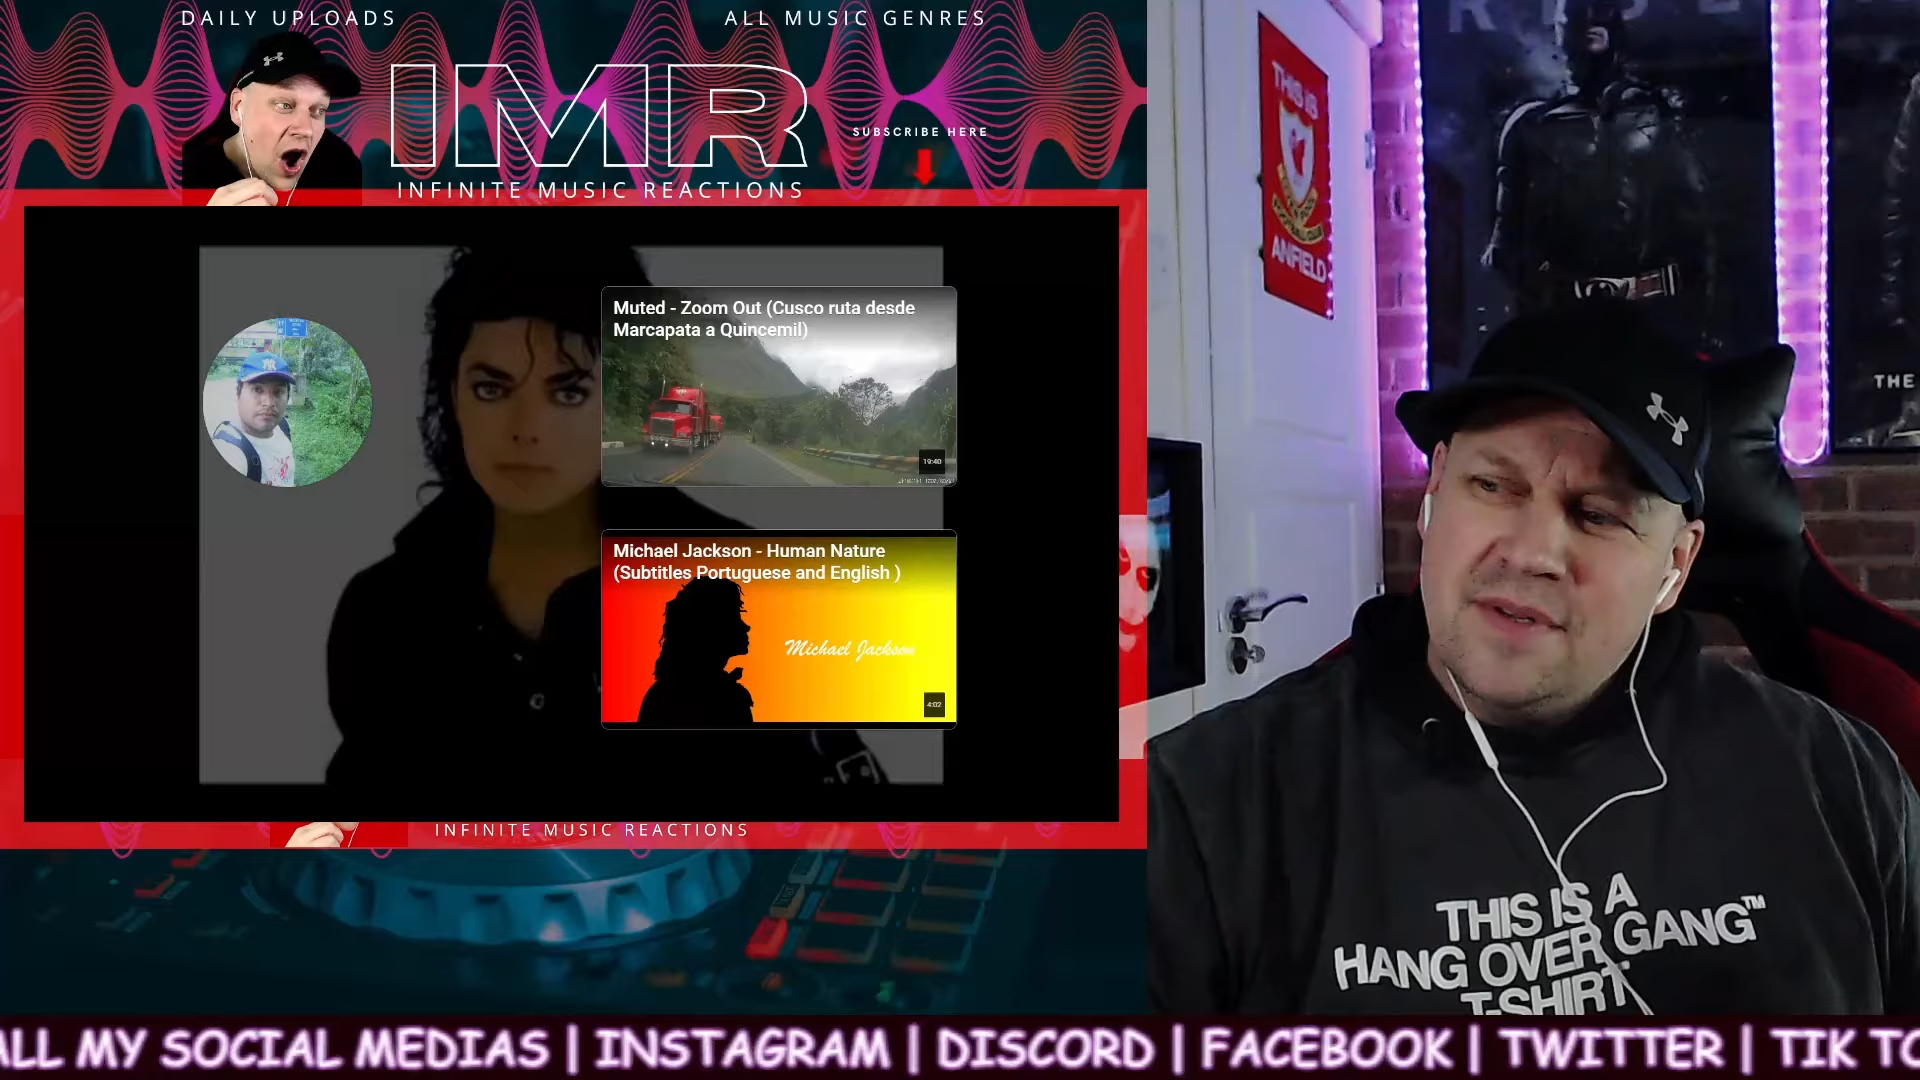 DAILY UPLOADS
ALL MUSIC GENRES
IMR
SUBSCRIBE HERE
INFINITE MUSIC REACTIONS
THIS IS
ANFIELD
Muted - Zoom Out (Cusco ruta desde
Marcapata a Quincemil)
19:40
THE
Michael Jackson - Human Nature
(Subtitles Portuguese and English )
Michael Jackson
4:02
INFINITE MUSIC REACTIONS
THIS IS A
HANG OVER GANG™
T-SHIRT
ALL MY SOCIAL MEDIAS | INSTAGRAM | DISCORD | FACEBOOK | TWITTER | TIK TO